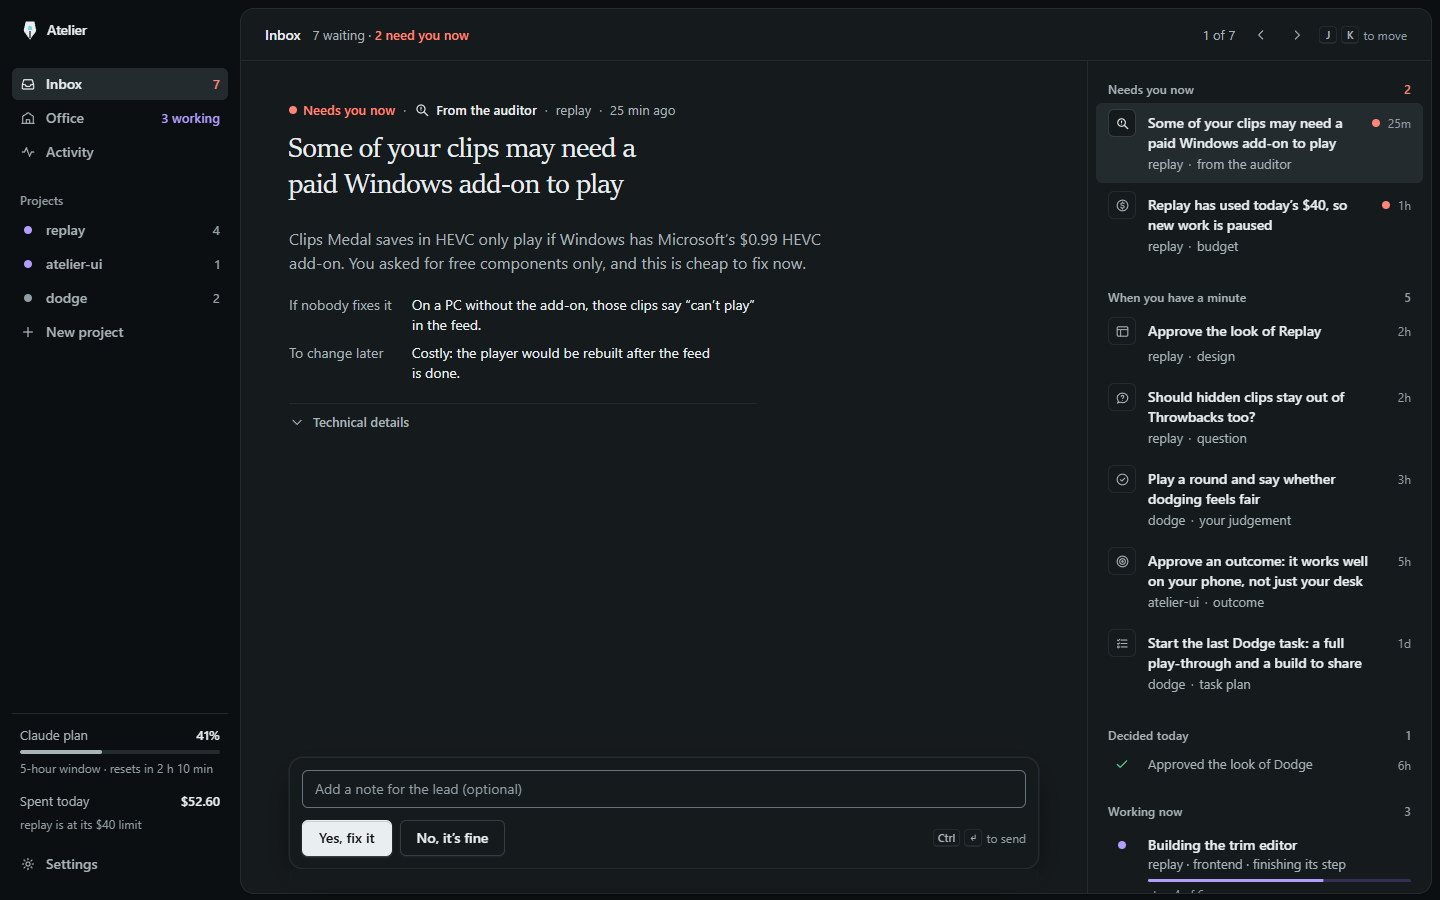 Atelier
Inbox 7
Office 3 working
Activity
Projects
replay 4
atelier-ui 1
dodge 2
New project
Claude plan 41%
5-hour window · resets in 2 h 10 min
Spent today $52.60
replay is at its $40 limit
Settings
Inbox 7 waiting · 2 need you now
1 of 7 J K to move
Needs you now · From the auditor · replay · 25 min ago
Some of your clips may need a
paid Windows add-on to play
Clips Medal saves in HEVC only play if Windows has Microsoft’s $0.99 HEVC
add-on. You asked for free components only, and this is cheap to fix now.
If nobody fixes it On a PC without the add-on, those clips say “can’t play”
in the feed.
To change later Costly: the player would be rebuilt after the feed
is done.
Technical details
Add a note for the lead (optional)
Yes, fix it No, it’s fine Ctrl ↵ to send
Needs you now 2
Some of your clips may need a 25m
paid Windows add-on to play
replay · from the auditor
Replay has used today’s $40, so 1h
new work is paused
replay · budget
When you have a minute 5
Approve the look of Replay 2h
replay · design
Should hidden clips stay out of 2h
Throwbacks too?
replay · question
Play a round and say whether 3h
dodging feels fair
dodge · your judgement
Approve an outcome: it works well 5h
on your phone, not just your desk
atelier-ui · outcome
Start the last Dodge task: a full 1d
play-through and a build to share
dodge · task plan
Decided today 1
Approved the look of Dodge 6h
Working now 3
Building the trim editor
replay · frontend · finishing its step